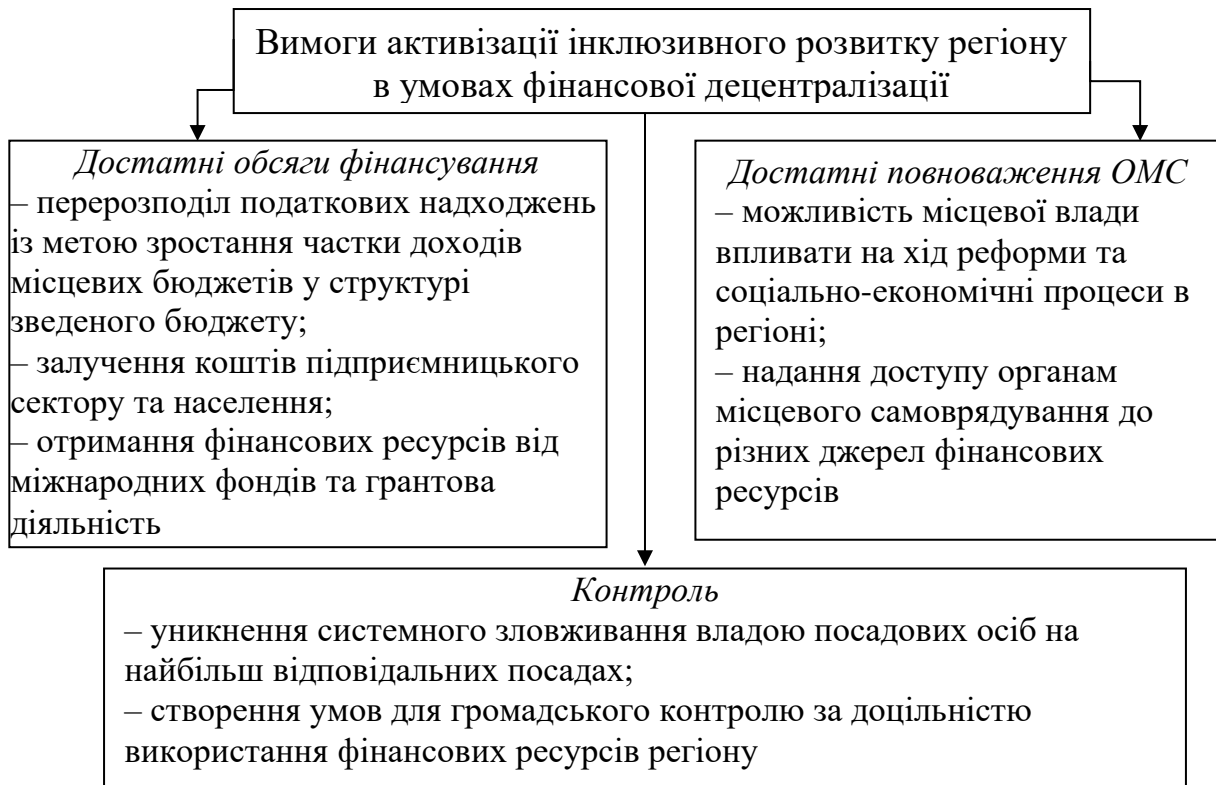 Вимоги активізації інклюзивного розвитку регіону
в умовах фінансової децентралізації
Достатні обсяги фінансування
– перерозподіл податкових надходжень
із метою зростання частки доходів
місцевих бюджетів у структурі
зведеного бюджету;
– залучення коштів підприємницького
сектору та населення;
– отримання фінансових ресурсів від
міжнародних фондів та грантова
діяльність
Достатні повноваження ОМС
– можливість місцевої влади
впливати на хід реформи та
соціально-економічні процеси в
регіоні;
– надання доступу органам
місцевого самоврядування до
різних джерел фінансових
ресурсів
Контроль
– уникнення системного зловживання владою посадових осіб на
найбільш відповідальних посадах;
– створення умов для громадського контролю за доцільністю
використання фінансових ресурсів регіону